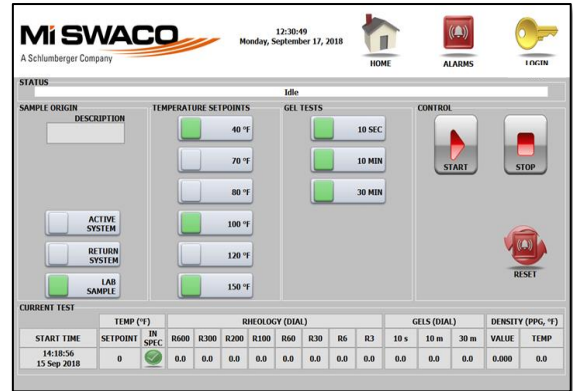 Mi SWACO
A Schlumberger Company
12:30:49
Monday, September 17, 2018
HOME
ALARMS
LOGIN
STATUS
Idle
SAMPLE ORIGIN
DESCRIPTION
ACTIVE
SYSTEM
RETURN
SYSTEM
LAB
SAMPLE
TEMPERATURE SETPOINTS
40 °F
70 °F
80 °F
100 °F
120 °F
150 °F
GEL TESTS
10 SEC
10 MIN
30 MIN
CONTROL
START
STOP
RESET
CURRENT TEST
TEMP (°F) RHEOLOGY (DIAL) GELS (DIAL) DENSITY (PPG, °F)
START TIME SETPOINT IN SPEC R600 R300 R200 R100 R60 R30 R6 R3 10 s 10 m 30 m VALUE TEMP
14:18:56
15 Sep 2018 0 0.0 0.0 0.0 0.0 0.0 0.0 0.0 0.0 0.0 0.0 0.0 0.000 0.0